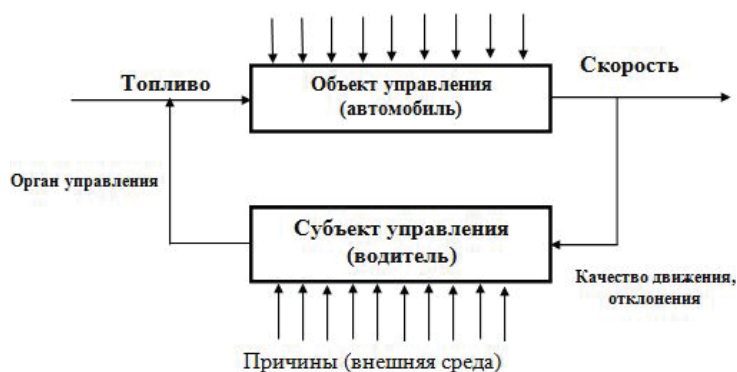 Топливо
Объект управления
(автомобиль)
Скорость
Орган управления
Субъект управления
(водитель)
Качество движения,
отклонения
Причины (внешняя среда)